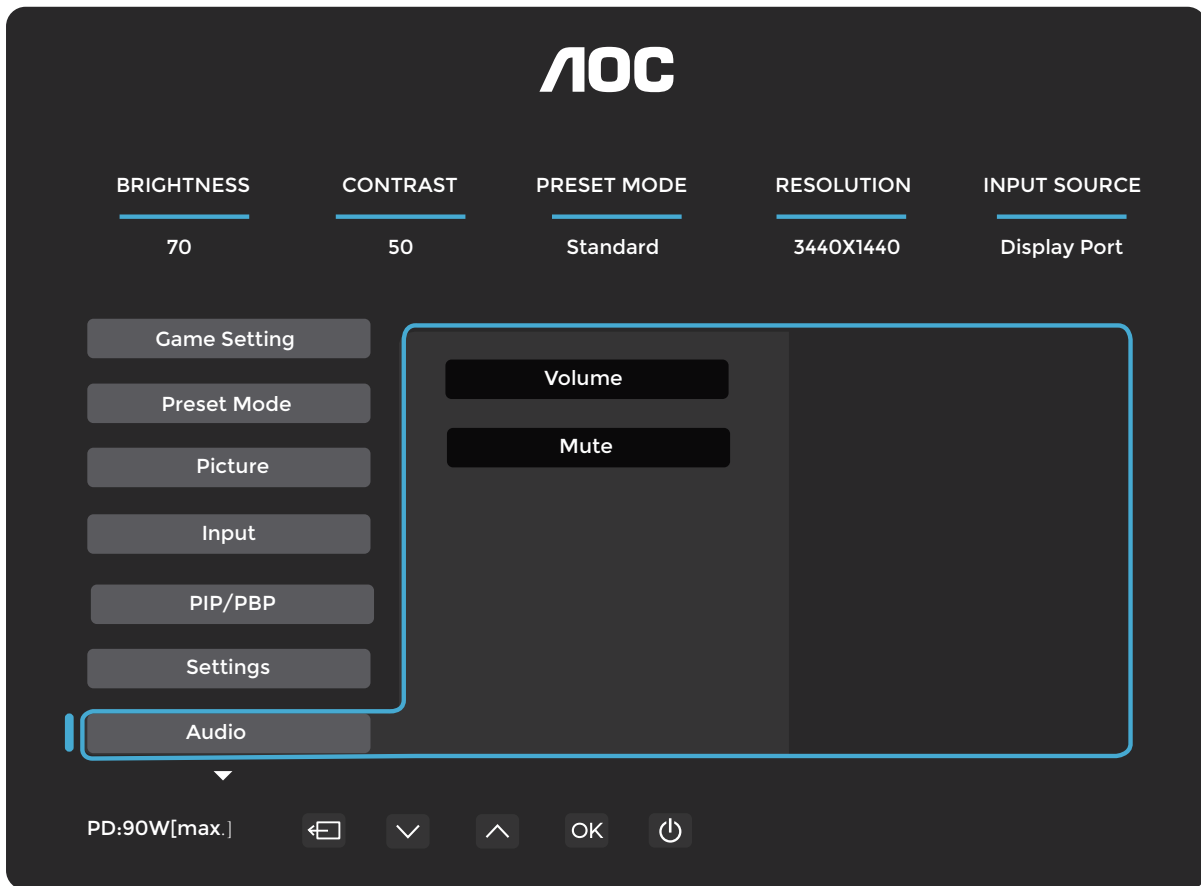 AOC
BRIGHTNESS CONTRAST PRESET MODE RESOLUTION INPUT SOURCE
70 50 Standard 3440X1440 Display Port
Game Setting
Volume
Preset Mode
Mute
Picture
Input
PIP/PBP
Settings
Audio
PD:90W[max.] OK